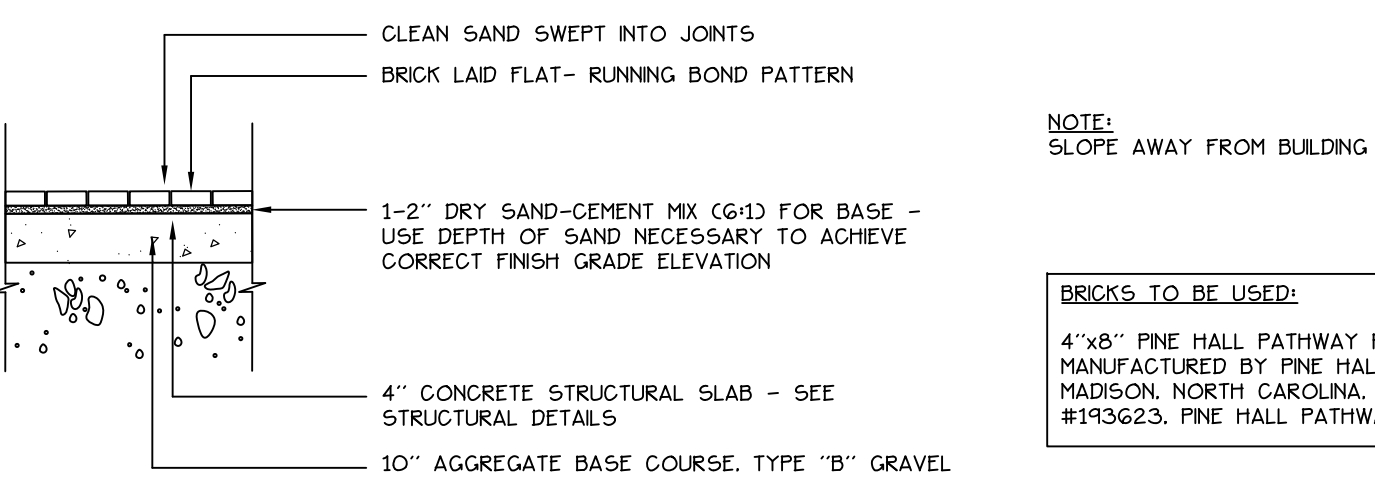 CLEAN SAND SWEPT INTO JOINTS
BRICK LAID FLAT- RUNNING BOND PATTERN
1-2'' DRY SAND-CEMENT MIX (6:1) FOR BASE -
USE DEPTH OF SAND NECESSARY TO ACHIEVE
CORRECT FINISH GRADE ELEVATION
4'' CONCRETE STRUCTURAL SLAB - SEE
STRUCTURAL DETAILS
10'' AGGREGATE BASE COURSE, TYPE "B" GRAVEL
NOTE:
SLOPE AWAY FROM BUILDING
BRICKS TO BE USED:
4''x8'' PINE HALL PATHWAY
MANUFACTURED BY PINE
MADISON, NORTH CAROLINA,
#193623, PINE HALL